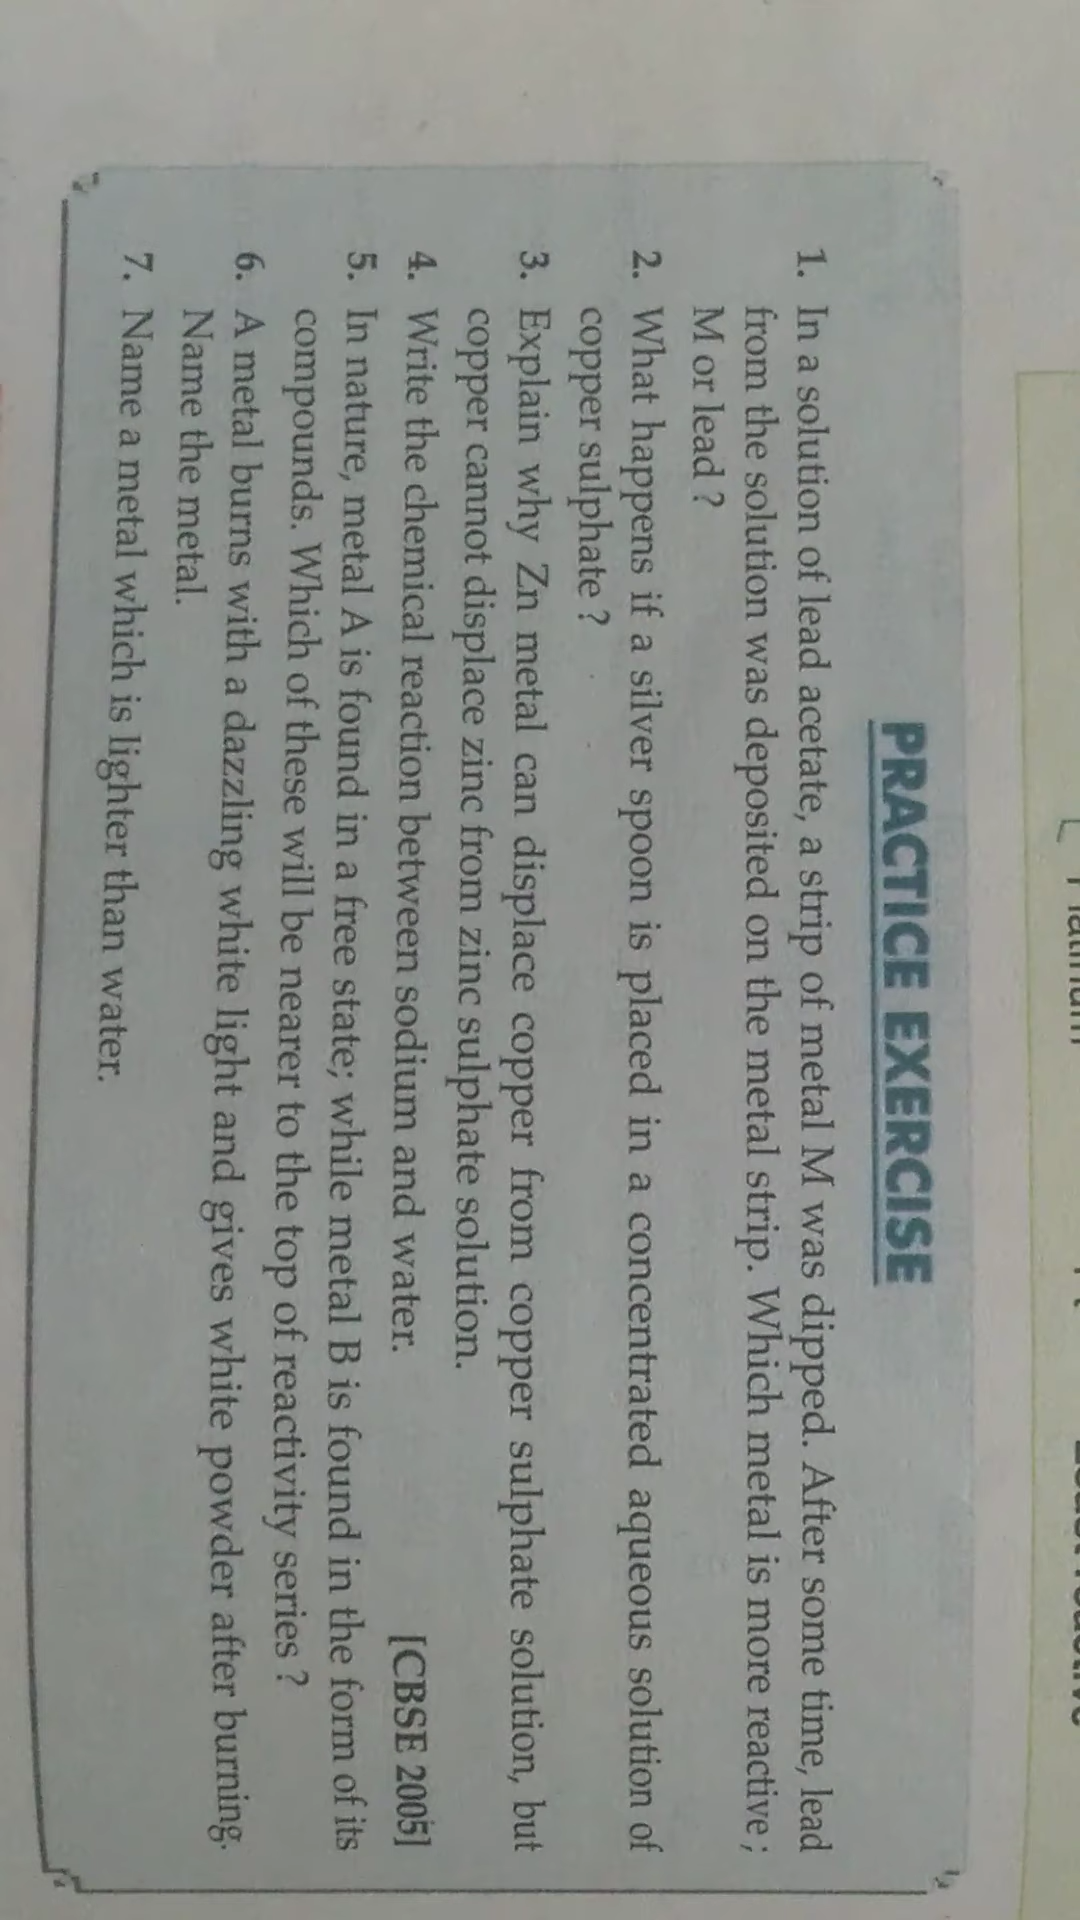 PRACTICE EXERCISE
1. In a solution of lead acetate, a strip of metal M was dipped. After some time, lead
from the solution was deposited on the metal strip. Which metal is more reactive ;
M or lead ?
2. What happens if a silver spoon is placed in a concentrated aqueous solution of
copper sulphate ?
3. Explain why Zn metal can displace copper from copper sulphate solution, but
copper cannot displace zinc from zinc sulphate solution.
4. Write the chemical reaction between sodium and water. [CBSE 2005]
5. In nature, metal A is found in a free state; while metal B is found in the form of its
compounds. Which of these will be nearer to the top of reactivity series ?
6. A metal burns with a dazzling white light and gives white powder after burning.
Name the metal.
7. Name a metal which is lighter than water.